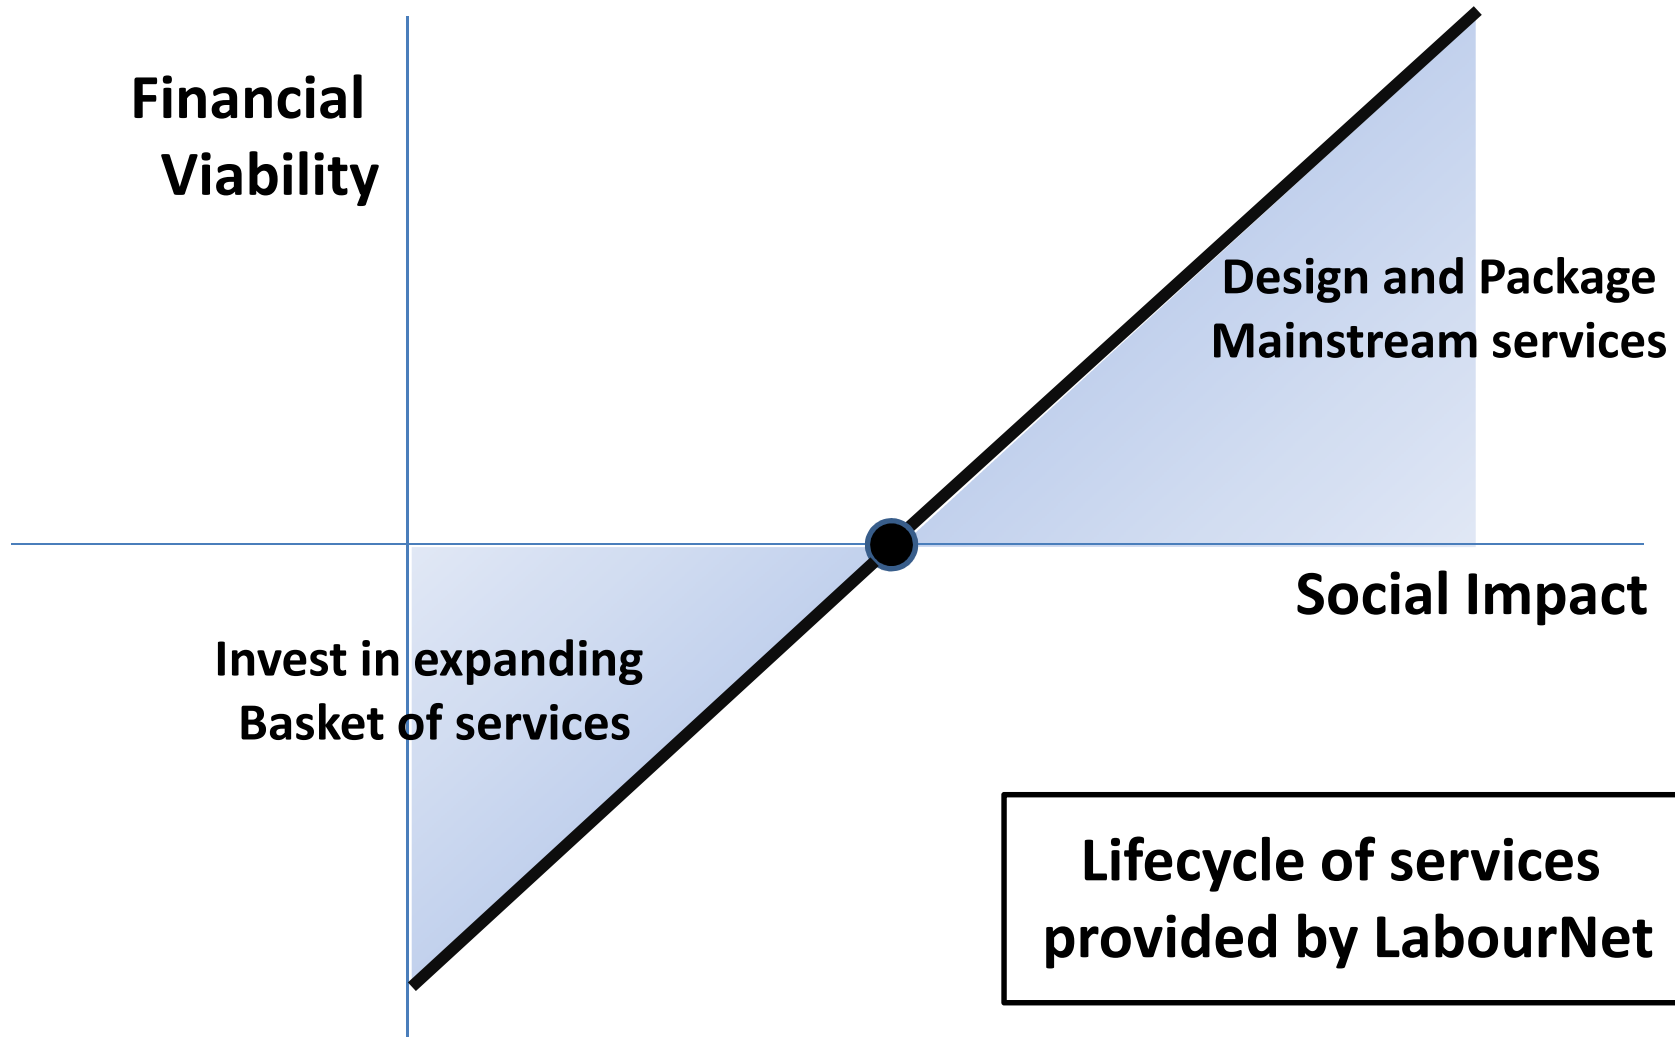 Financial
Viability
Design and Package
Mainstream services
Social Impact
Invest in expanding
Basket of services
Lifecycle of services
provided by LabourNet